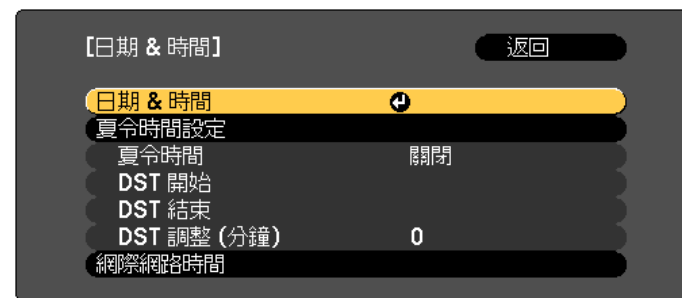 [日期 & 時間]
返回
日期 & 時間
夏令時間設定
夏令時間 關閉
DST 開始
DST 結束
DST 調整 (分鐘) 0
網際網路時間